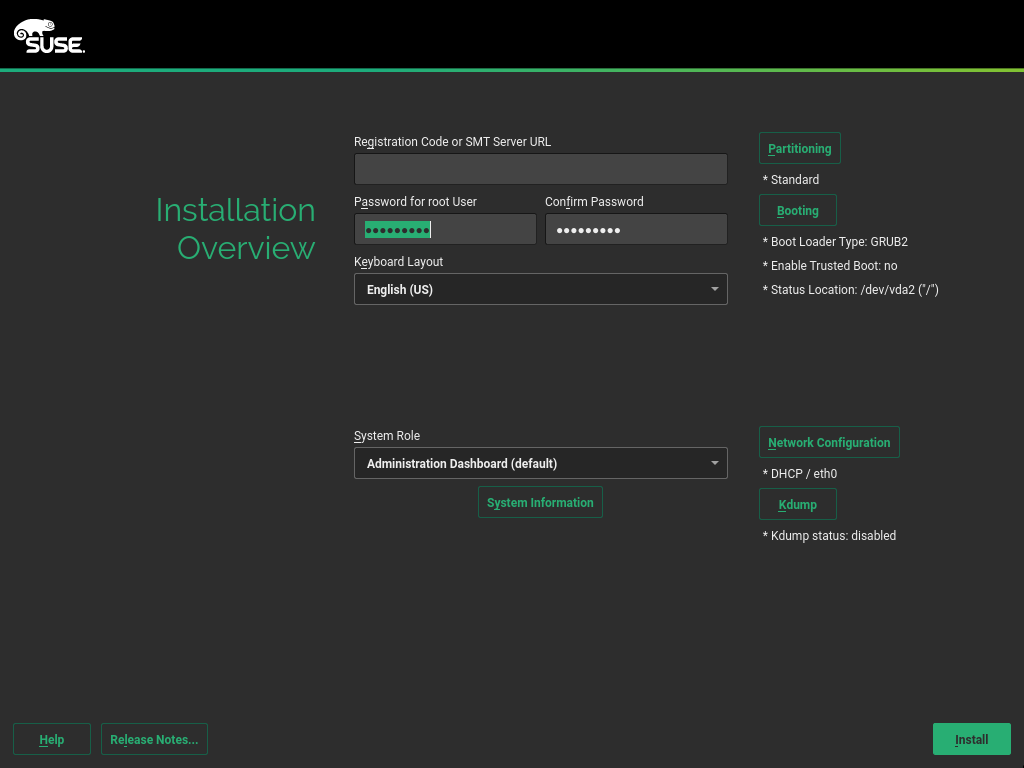 SUSE.
Installation
Overview
Registration Code or SMT Server URL
Password for root User
Confirm Password
●●●●●●●●●
●●●●●●●●●
Keyboard Layout
English (US)
System Role
Administration Dashboard (default)
System Information
Partitioning
* Standard
Booting
* Boot Loader Type: GRUB2
* Enable Trusted Boot: no
* Status Location: /dev/vda2 ("/")
Network Configuration
* DHCP / eth0
Kdump
* Kdump status: disabled
Help
Release Notes...
Install